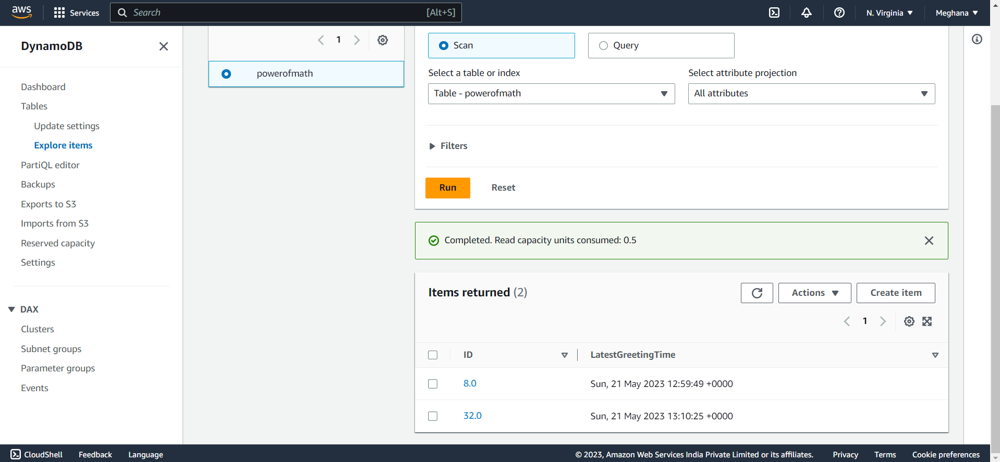 aws
Services
Search
[Alt+S]
N. Virginia
Meghana
DynamoDB
Dashboard
Tables
Update settings
Explore items
PartiQL editor
Backups
Exports to S3
Imports from S3
Reserved capacity
Settings
DAX
Clusters
Subnet groups
Parameter groups
Events
1
powerofmath
Scan
Query
Select a table or index
Select attribute projection
Table - powerofmath
All attributes
Filters
Run
Reset
Completed. Read capacity units consumed: 0.5
Items returned (2)
Actions
Create item
1
ID
LatestGreetingTime
8.0
Sun, 21 May 2023 12:59:49 +0000
32.0
Sun, 21 May 2023 13:10:25 +0000
CloudShell
Feedback
Language
© 2023, Amazon Web Services India Private Limited or its affiliates.
Privacy
Terms
Cookie preferences